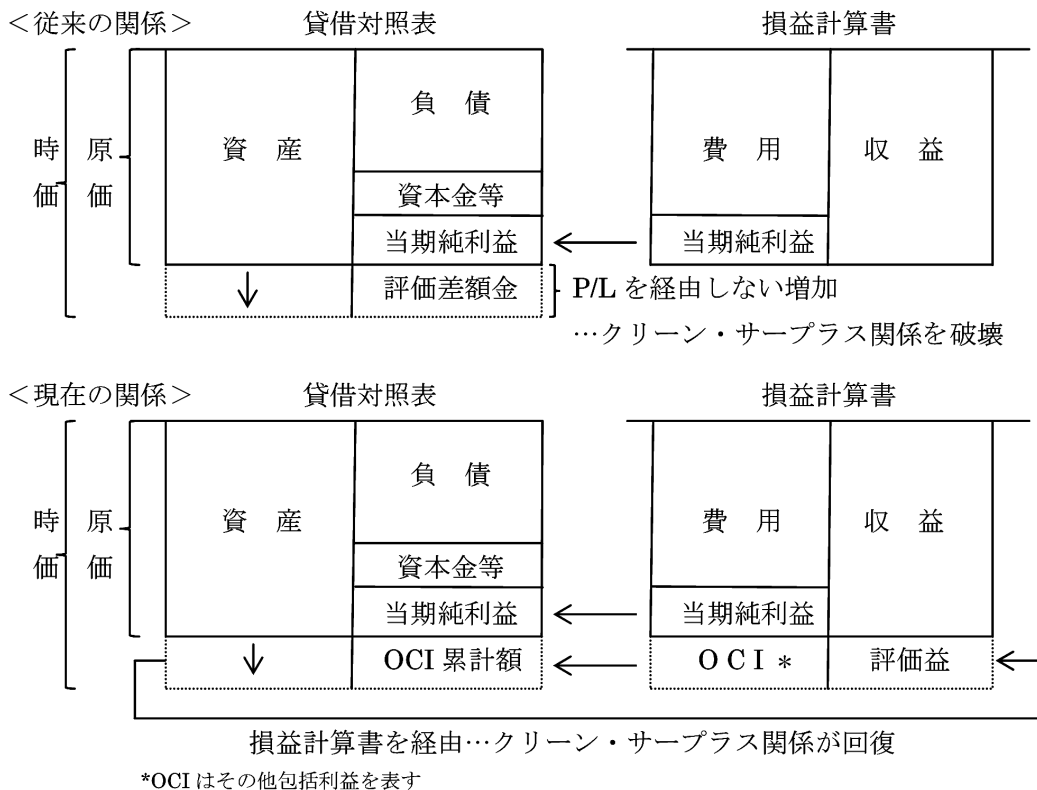 ＜従来の関係＞ 貸借対照表 損益計算書
負 債
時価 原価 資 産 費 用 収 益
資本金等
当期純利益 ← 当期純利益
↓ 評価差額金 P/L を経由しない増加
…クリーン・サープラス関係を破壊
＜現在の関係＞ 貸借対照表 損益計算書
負 債
時価 原価 資 産 費 用 収 益
資本金等
当期純利益 ← 当期純利益
↓ OCI 累計額 ← O C I * 評価益 ←
損益計算書を経由…クリーン・サープラス関係が回復
*OCI はその他包括利益を表す